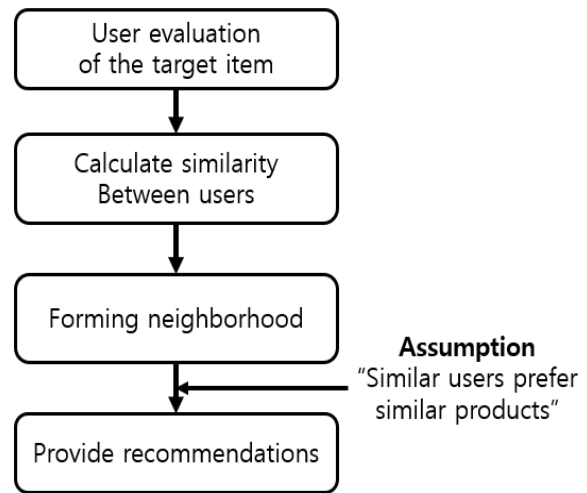 User evaluation
of the target item
Calculate similarity
Between users
Forming neighborhood
Assumption
"Similar users prefer
similar products"
Provide recommendations